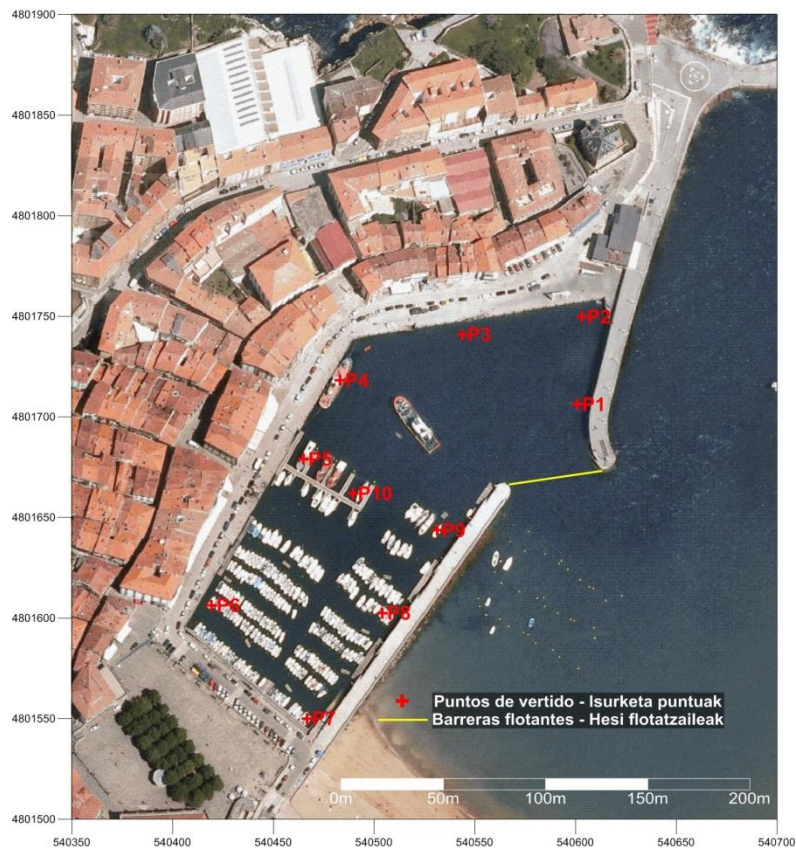 4801900
4801850
4801800
4801750
4801700
4801650
4801600
4801550
4801500
P2
P3
P4
P1
P5
P10
P9
P6
P8
P7
Puntos de vertido - Isurketa puntuak
Barreras flotantes - Hesi flotatzaileak
0m 50m 100m 150m 200m
540350 540400 540450 540500 540550 540600 540650 540700